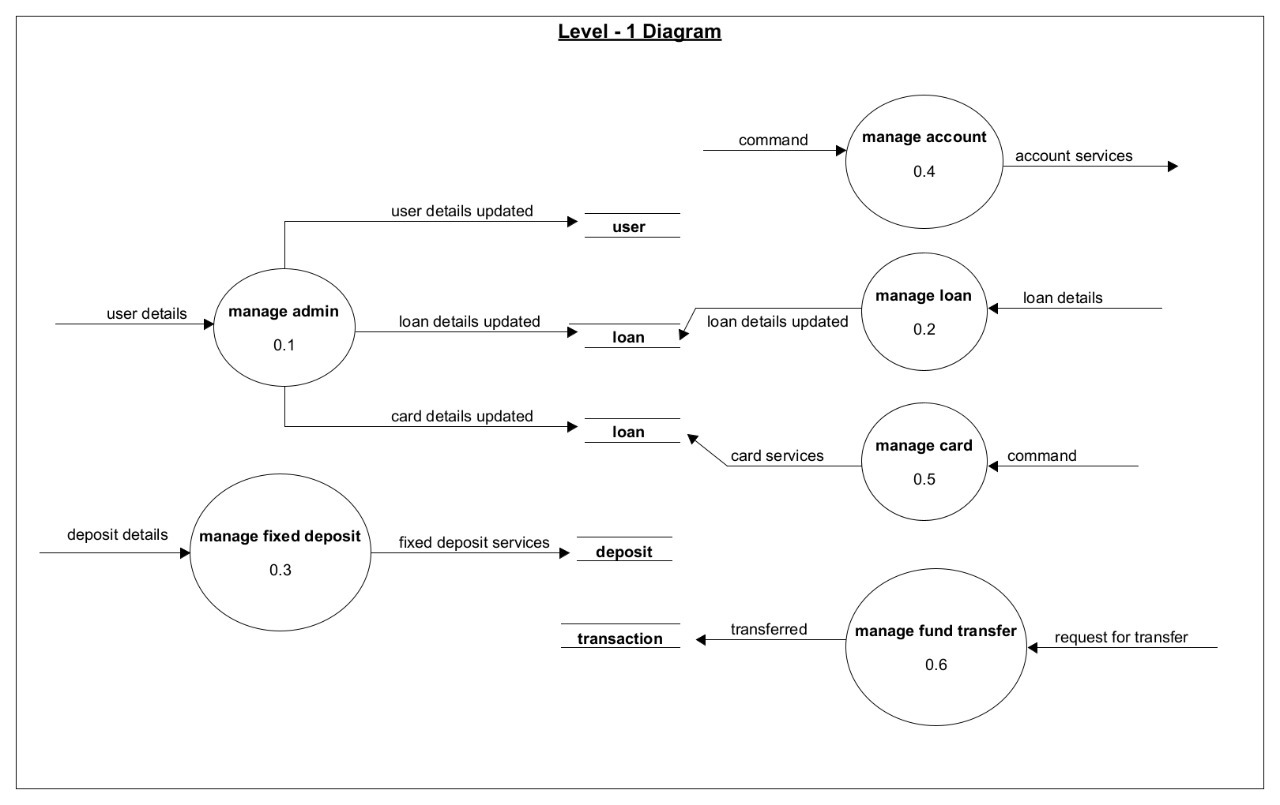 Level - 1 Diagram
command
manage account
0.4
account services
user details updated
user
user details
manage admin
0.1
loan details updated
loan
loan details updated
manage loan
0.2
loan details
card details updated
loan
card services
manage card
0.5
command
deposit details
manage fixed deposit
0.3
fixed deposit services
deposit
transaction
transferred
manage fund transfer
0.6
request for transfer